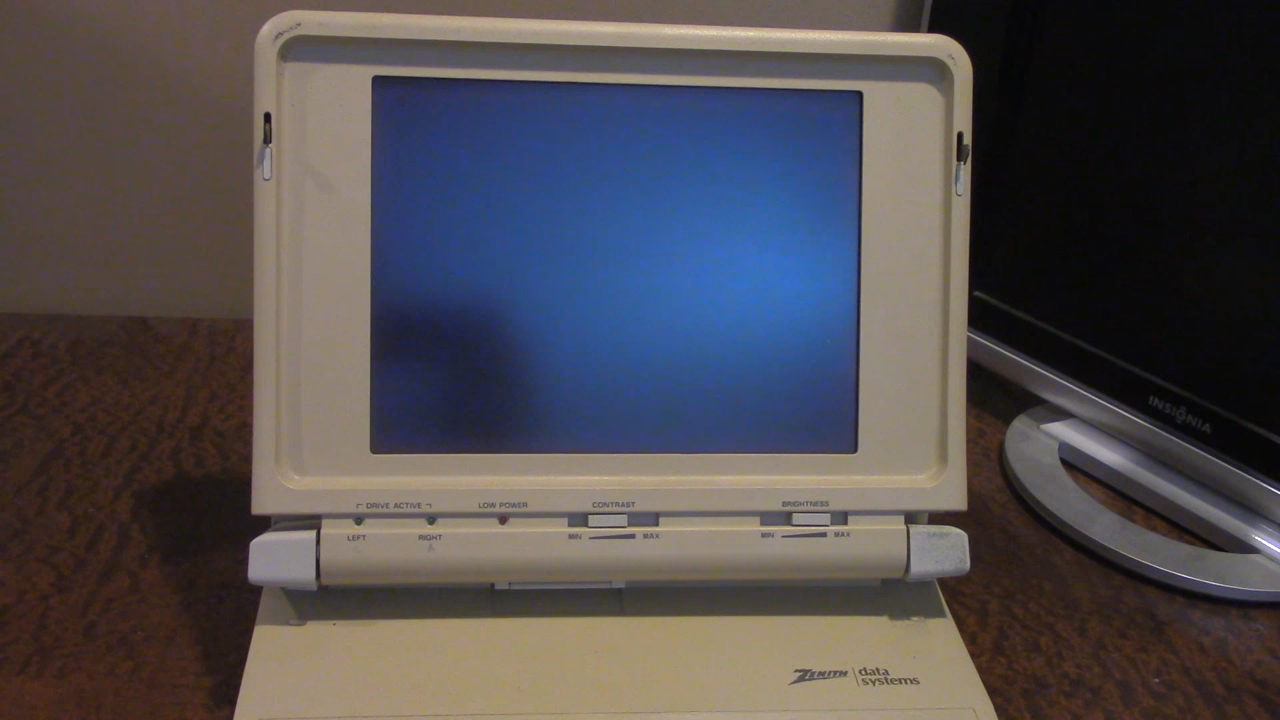 INSIGNIA
DRIVE ACTIVE
LOW POWER
CONTRAST
BRIGHTNESS
LEFT
RIGHT
MIN
MAX
MIN
MAX
ZENITH | data
systems